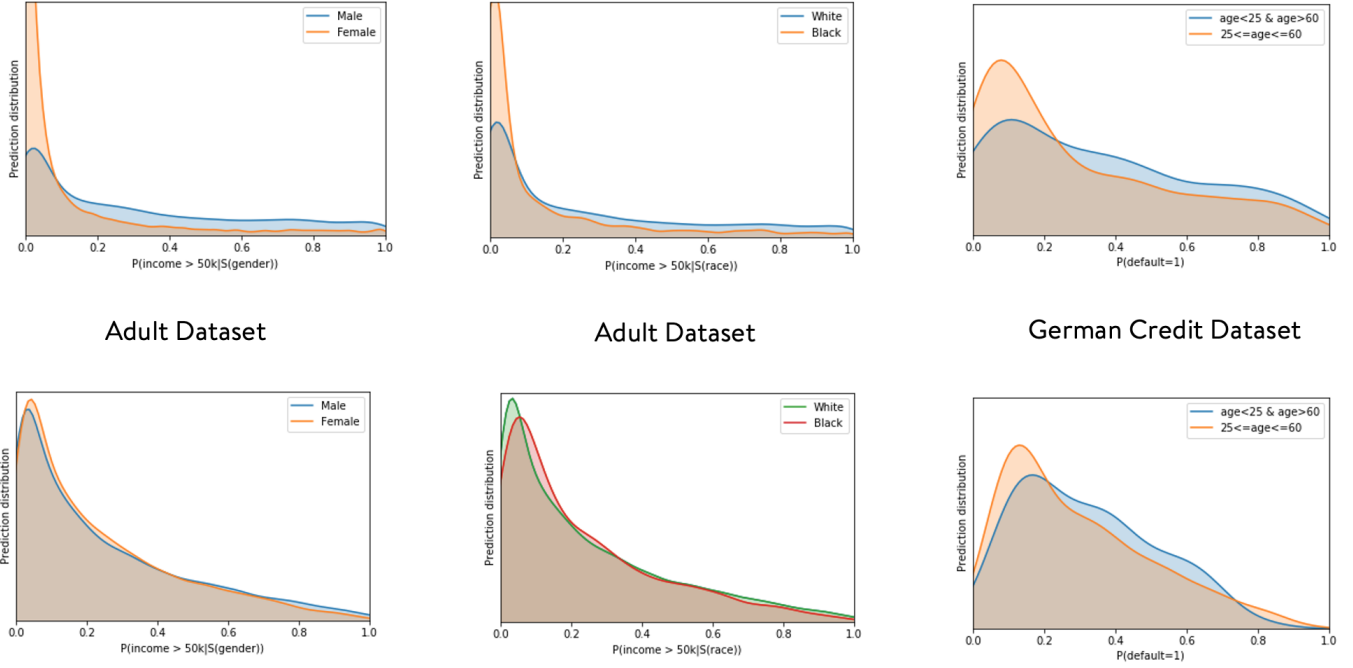 Male
Female
Prediction distribution
0.0 0.2 0.4 0.6 0.8 1.0
P(income > 50k|S(gender))
White
Black
Prediction distribution
0.0 0.2 0.4 0.6 0.8 1.0
P(income > 50k|S(race))
age<25 & age>60
25<=age<=60
Prediction distribution
0.0 0.2 0.4 0.6 0.8 1.0
P(default=1)
Adult Dataset
Adult Dataset
German Credit Dataset
Male
Female
Prediction distribution
0.0 0.2 0.4 0.6 0.8 1.0
P(income > 50k|S(gender))
White
Black
Prediction distribution
0.0 0.2 0.4 0.6 0.8 1.0
P(income > 50k|S(race))
age<25 & age>60
25<=age<=60
Prediction distribution
0.0 0.2 0.4 0.6 0.8 1.0
P(default=1)